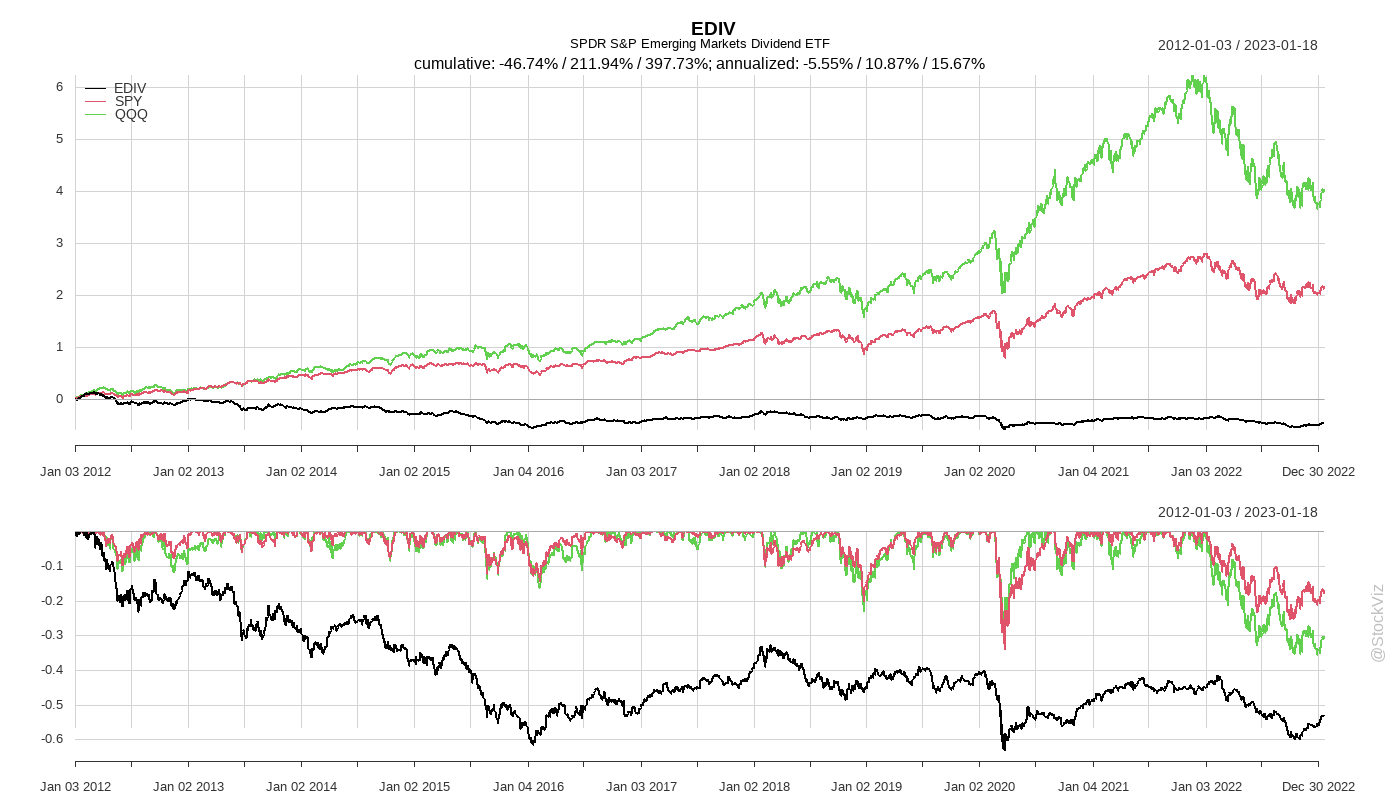 EDIV
SPDR S&P Emerging Markets Dividend ETF
2012-01-03 / 2023-01-18
cumulative: -46.74% / 211.94% / 397.73%; annualized: -5.55% / 10.87% / 15.67%
EDIV
SPY
QQQ
6
5
4
3
2
1
0
Jan 03 2012 Jan 02 2013 Jan 02 2014 Jan 02 2015 Jan 04 2016 Jan 03 2017 Jan 02 2018 Jan 02 2019 Jan 02 2020 Jan 04 2021 Jan 03 2022 Dec 30 2022
2012-01-03 / 2023-01-18
-0.1
-0.2
-0.3
-0.4
-0.5
-0.6
Jan 03 2012 Jan 02 2013 Jan 02 2014 Jan 02 2015 Jan 04 2016 Jan 03 2017 Jan 02 2018 Jan 02 2019 Jan 02 2020 Jan 04 2021 Jan 03 2022 Dec 30 2022
@StockViz